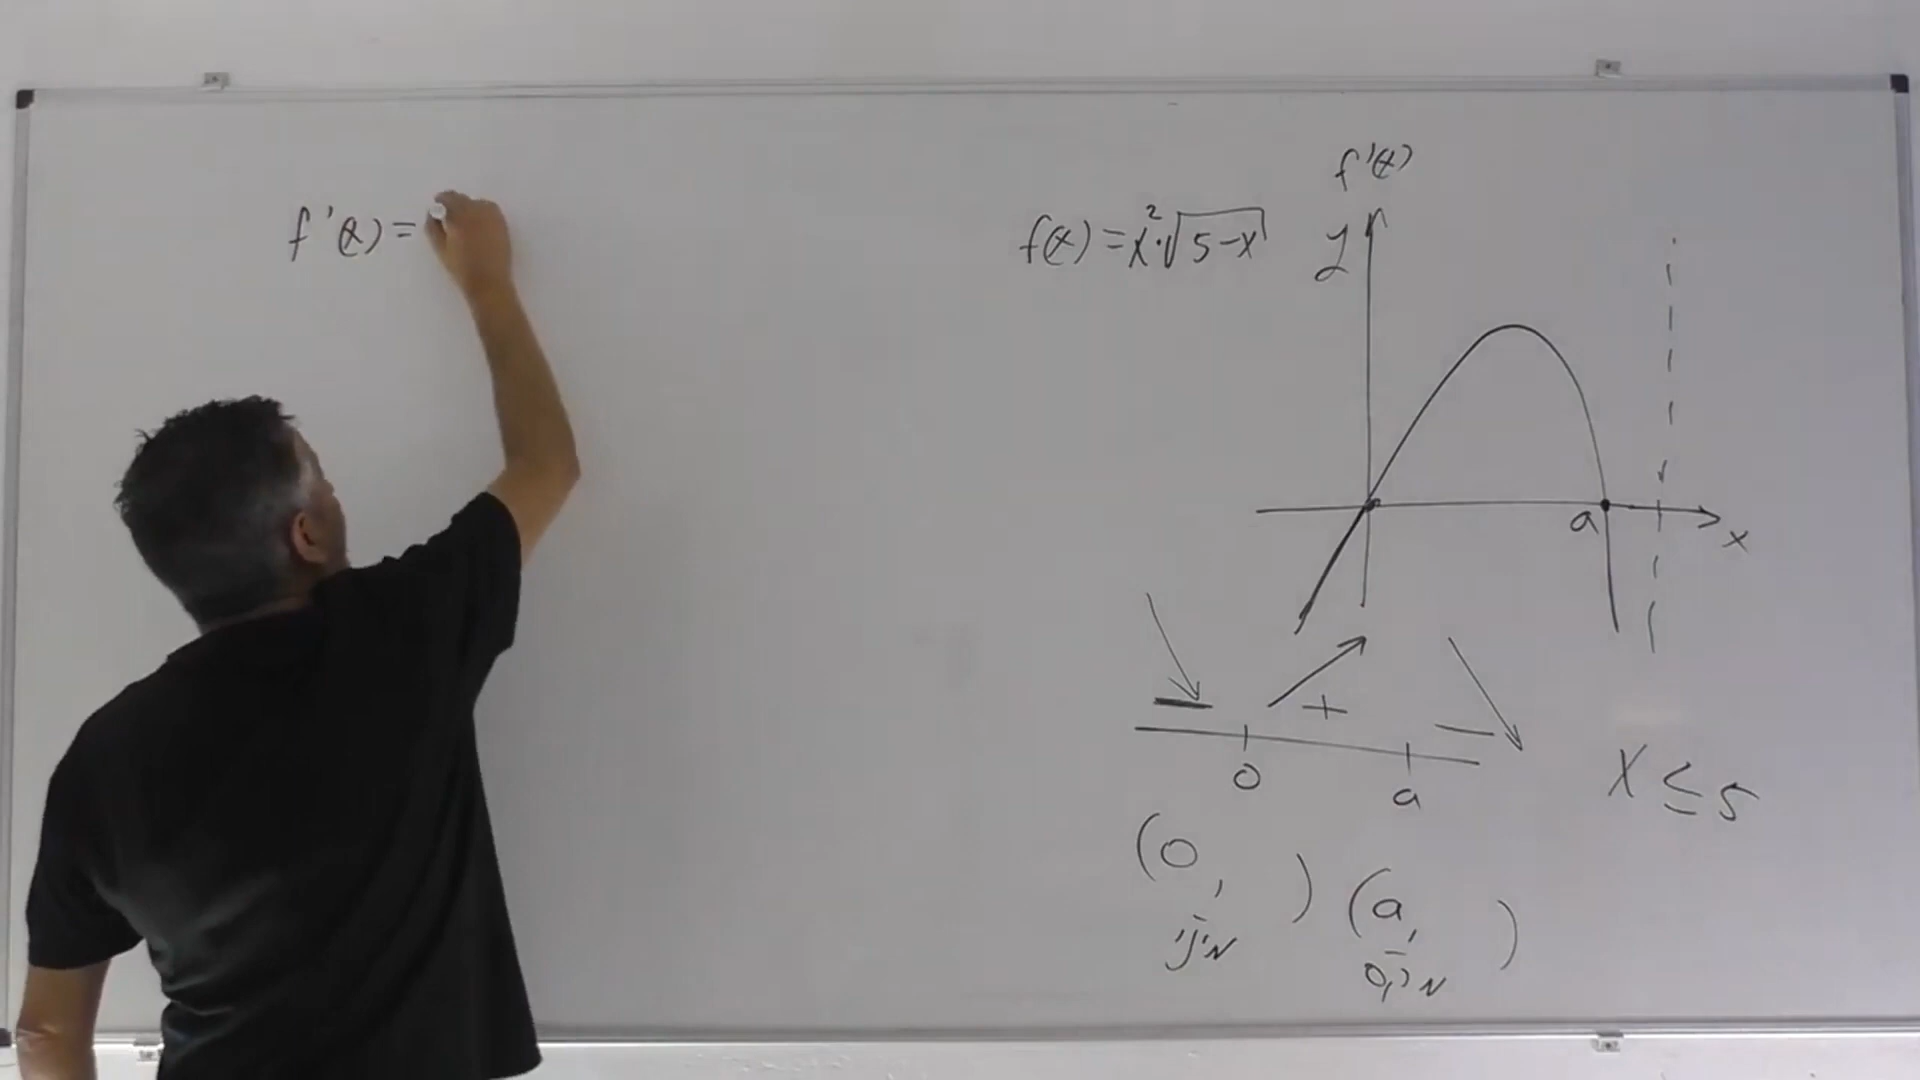 f'(x) =
f'(x)
f(x) = x²·√5-x
y
a
x
- + -
0 a
x ≤ 5
(0, ) (a, )